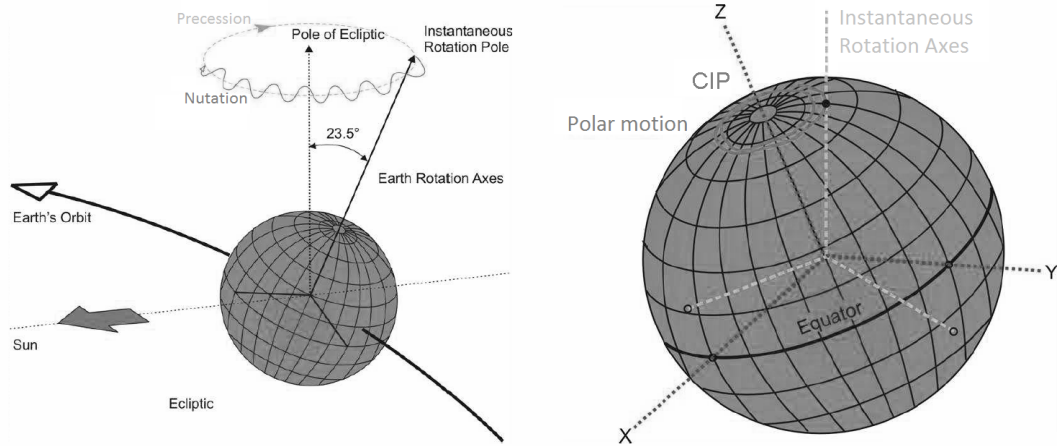 Precession
Pole of Ecliptic
Instantaneous
Rotation Pole
Nutation
23.5°
Earth Rotation Axes
Earth's Orbit
Sun
Ecliptic
Z
Instantaneous
Rotation Axes
CIP
Polar motion
Y
Equator
X